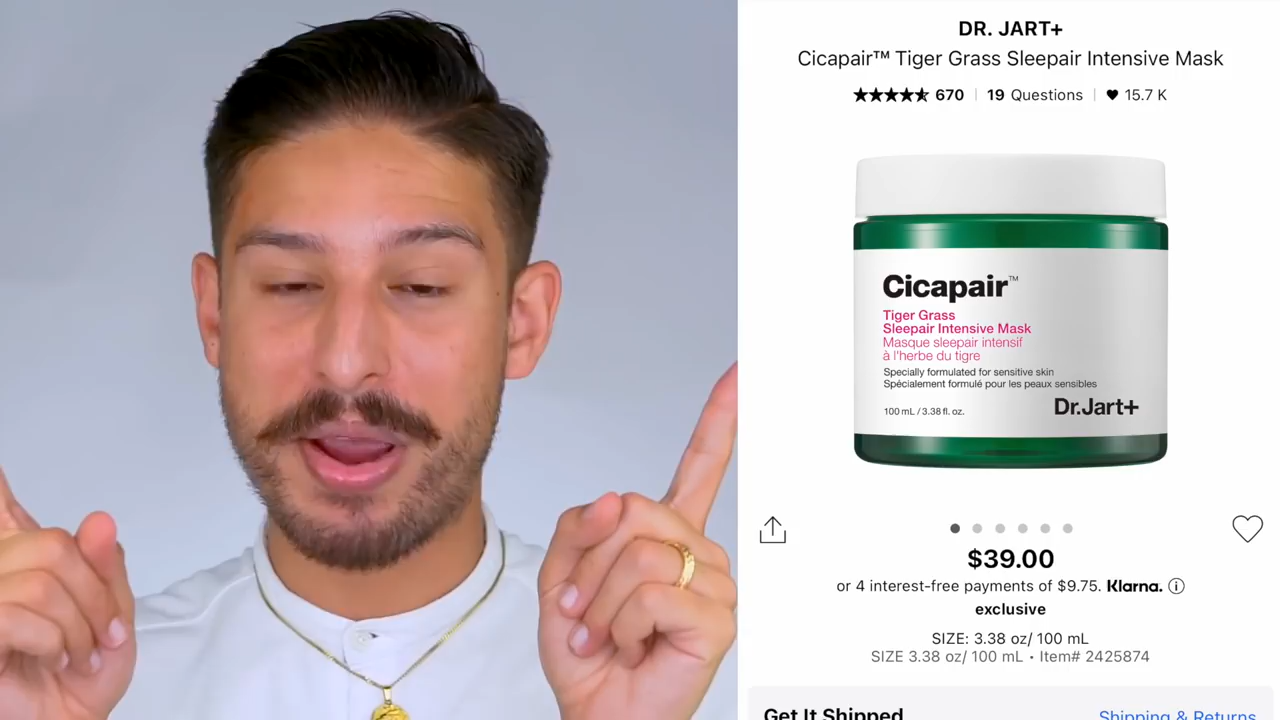 DR. JART+
Cicapair™ Tiger Grass Sleepair Intensive Mask
670 19 Questions 15.7 K
Cicapair™
Tiger Grass
Sleepair Intensive Mask
Masque sleepair intensif
à l'herbe du tigre
Specially formulated for sensitive skin
Spécialement formulé pour les peaux sensibles
100 mL / 3.38 fl. oz.
Dr.Jart+
$39.00
or 4 interest-free payments of $9.75. Klarna.
exclusive
SIZE: 3.38 oz/ 100 mL
SIZE 3.38 oz/ 100 mL • Item# 2425874
Get It Shipped
Shipping & Returns